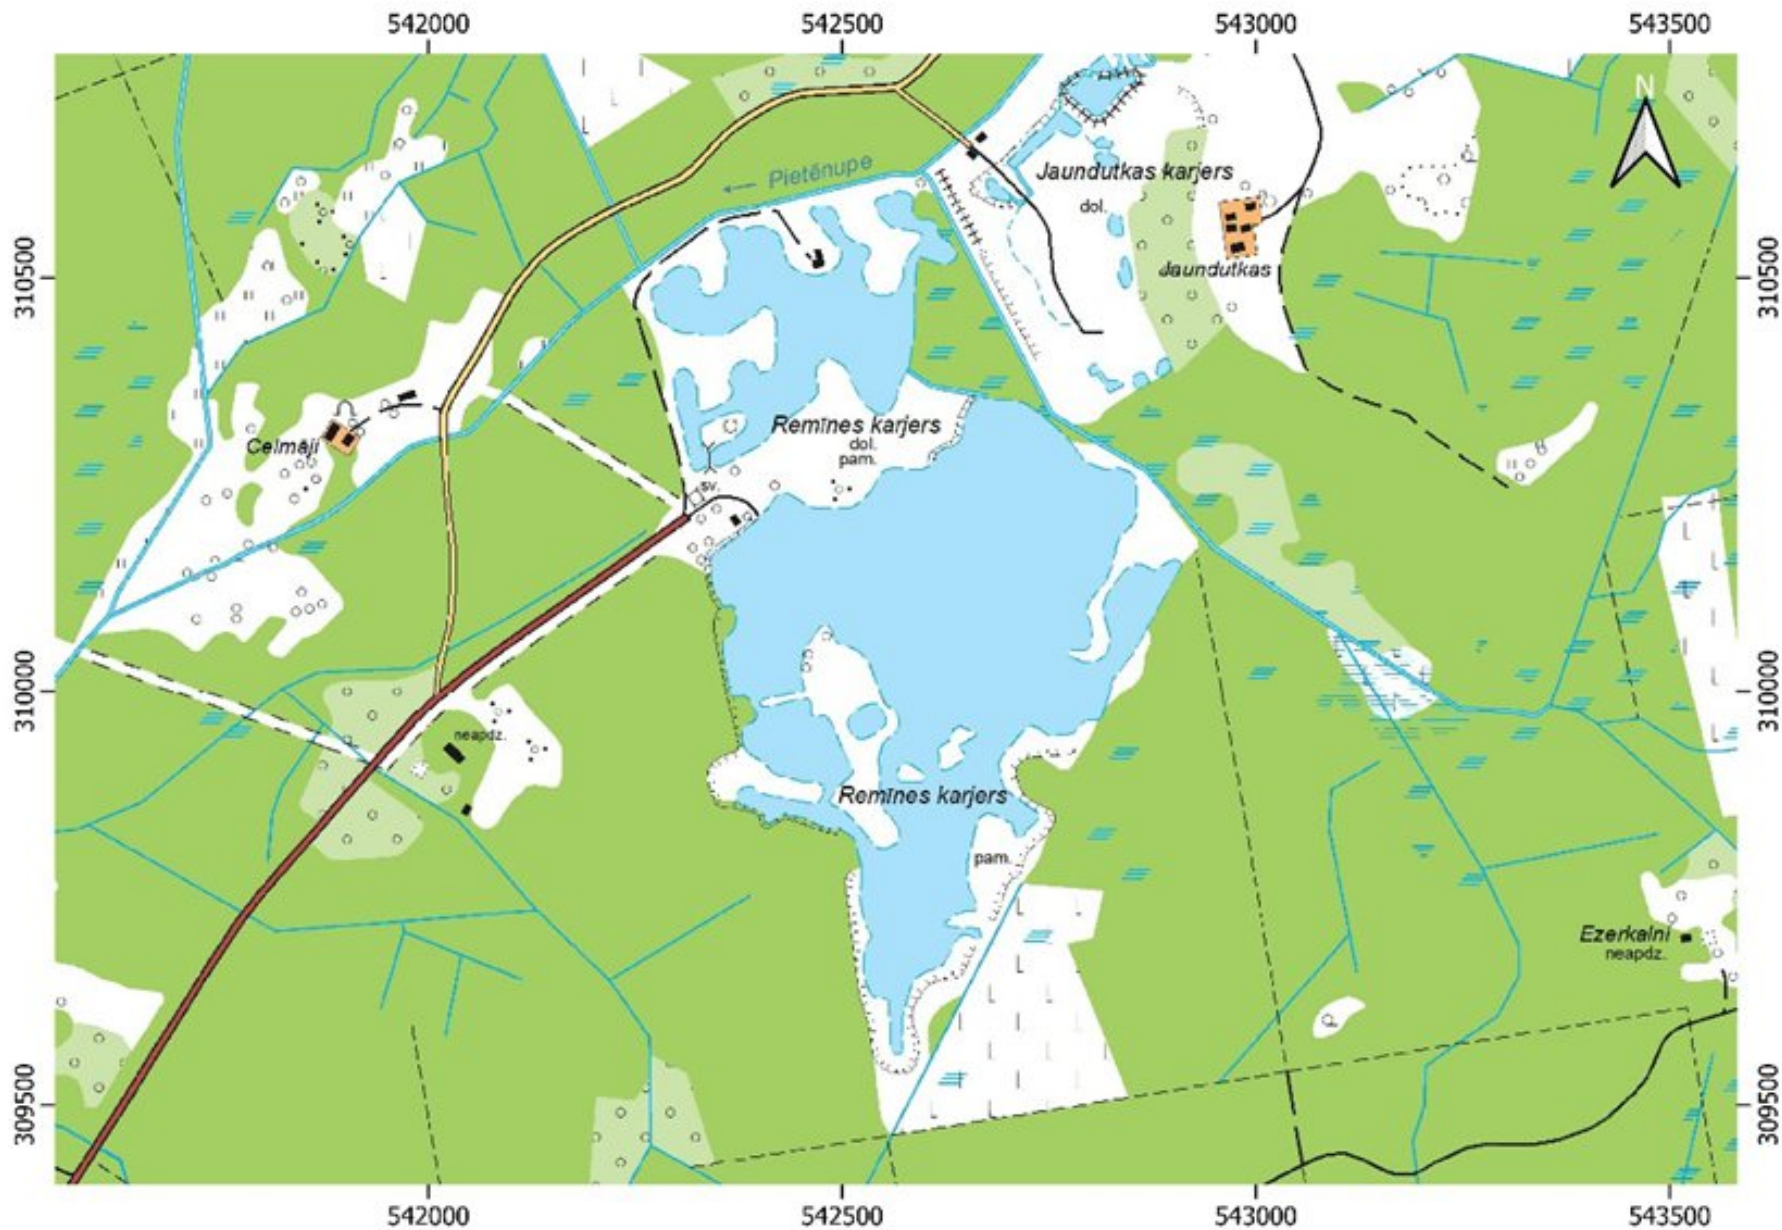 542000
542500
543000
543500
N
310500
310500
310000
310000
309500
309500
Pietēnupe
Jaundutkas karjers
dol.
Jaundutkas
Celmāji
Remīnes karjers
dol.
pam.
sv.
neapdz.
Remīnes karjers
pam.
Ezerkalni
neapdz.
542000
542500
543000
543500